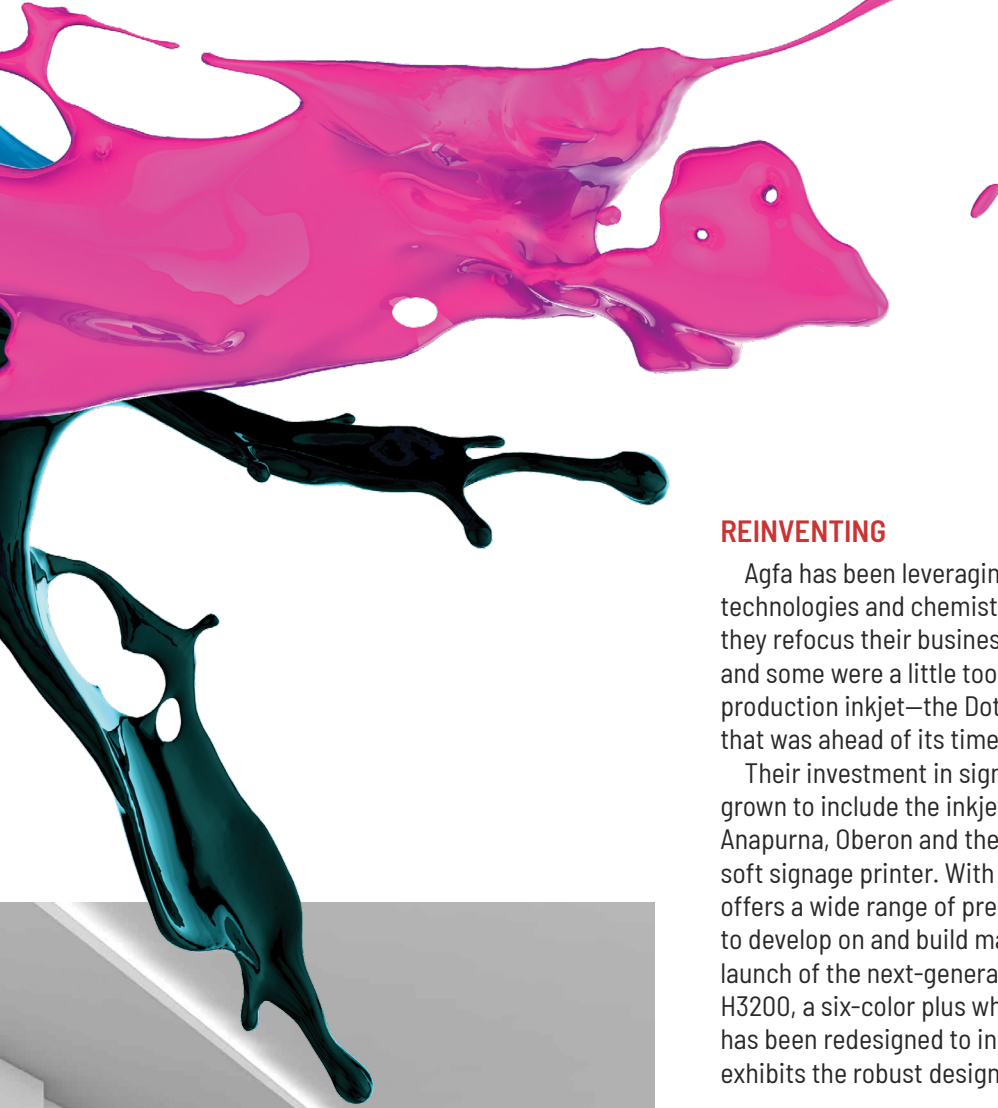 REINVENTING
Agfa has been leveragin
technologies and chemist
they refocus their busines
and some were a little too
production inkjet—the Dot
that was ahead of its time
Their investment in sign
grown to include the inkje
Anapurna, Oberon and the
soft signage printer. With
offers a wide range of pre
to develop on and build ma
launch of the next-genera
H3200, a six-color plus wh
has been redesigned to in
exhibits the robust design